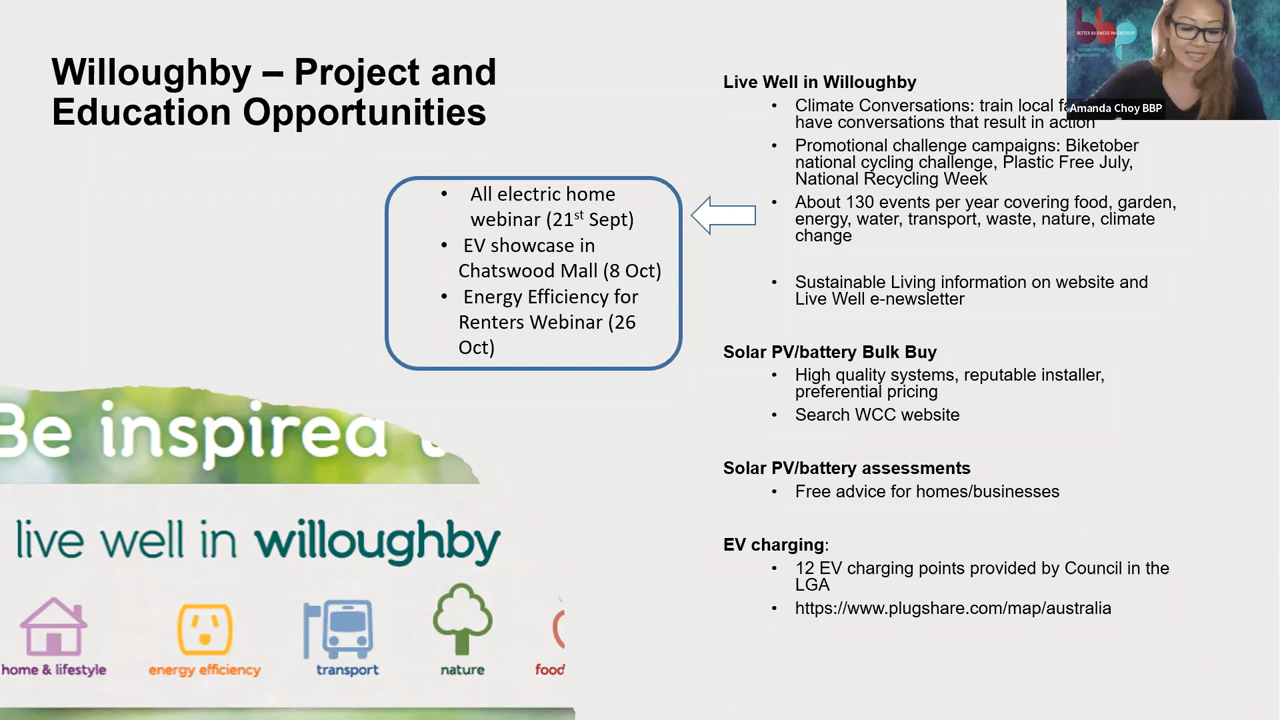 Willoughby – Project and
Education Opportunities
Live Well in Willoughby
• Climate Conversations: train local
have conversations that result in action
• Promotional challenge campaigns: Biketober
national cycling challenge, Plastic Free July,
National Recycling Week
• About 130 events per year covering food, garden,
energy, water, transport, waste, nature, climate
change
• Sustainable Living information on website and
Live Well e-newsletter
Solar PV/battery Bulk Buy
• High quality systems, reputable installer,
preferential pricing
• Search WCC website
Solar PV/battery assessments
• Free advice for homes/businesses
EV charging:
• 12 EV charging points provided by Council in the
LGA
• https://www.plugshare.com/map/australia
• All electric home
webinar (21st Sept)
• EV showcase in
Chatswood Mall (8 Oct)
• Energy Efficiency for
Renters Webinar (26
Oct)
Be inspired
live well in willoughby
home & lifestyle
energy efficiency
transport
nature
food
bbp
BETTER BUSINESS PARTNERSHIP
Amanda Choy BBP